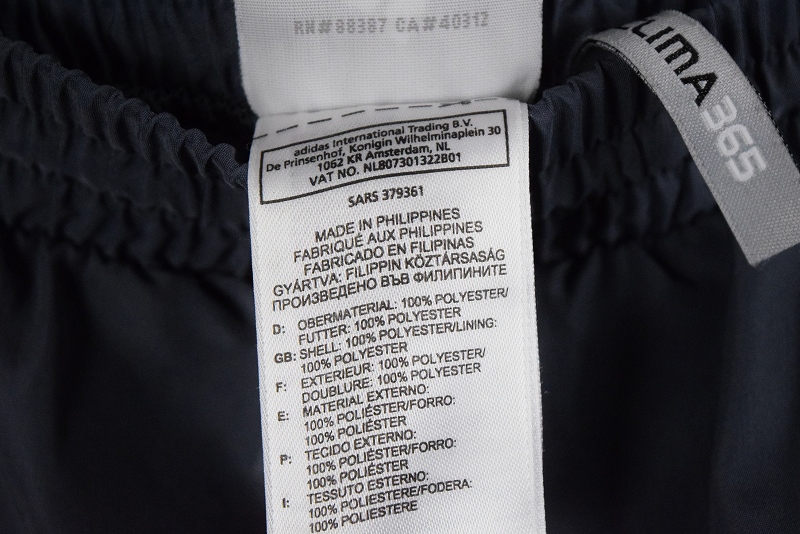 RN#88387 CA#40312
CLIMA365
adidas International Trading B.V.
De Prinsenhof, Konigin Wilhelminaplein 30
1062 KR Amsterdam, NL
VAT NO. NL807301322B01
SARS 379361
MADE IN PHILIPPINES
FABRIQUÉ AUX PHILIPPINES
FABRICADO EN FILIPINAS
GYÁRTVA: FILIPPIN KÖZTÁRSASÁG
ПРОИЗВЕДЕНО ВЪВ ФИЛИПИНИТЕ
D: OBERMATERIAL: 100% POLYESTER/
FUTTER: 100% POLYESTER
GB: SHELL: 100% POLYESTER/LINING:
100% POLYESTER
F: EXTERIEUR: 100% POLYESTER/
DOUBLURE: 100% POLYESTER
E: MATERIAL EXTERNO:
100% POLIÉSTER/FORRO:
100% POLIÉSTER
P: TECIDO EXTERNO:
100% POLIÉSTER/FORRO:
100% POLIÉSTER
I: TESSUTO ESTERNO:
100% POLIESTERE/FODERA:
100% POLIESTERE